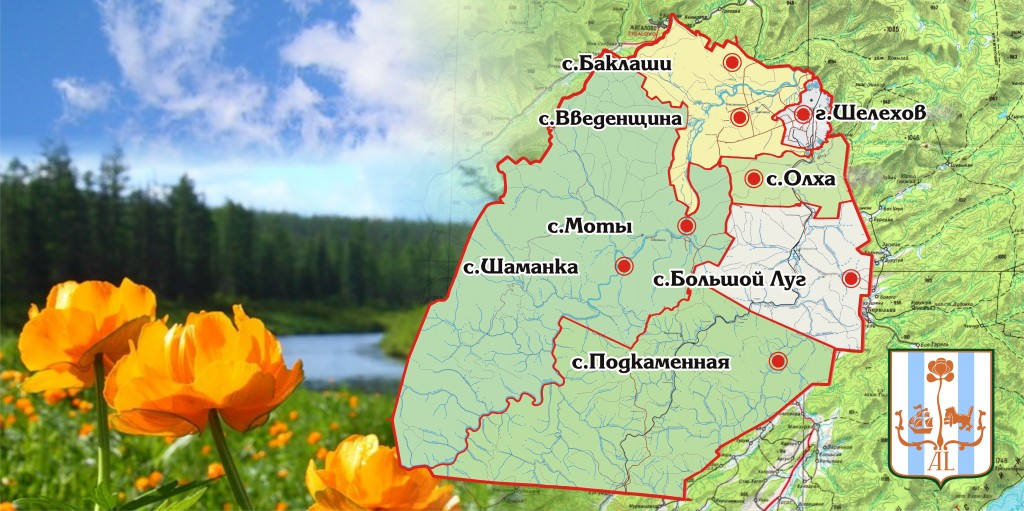 с.Баклаши
с.Введенщина
г.Шелехов
с.Олха
с.Моты
с.Шаманка
с.Большой Луг
с.Подкаменная
AL